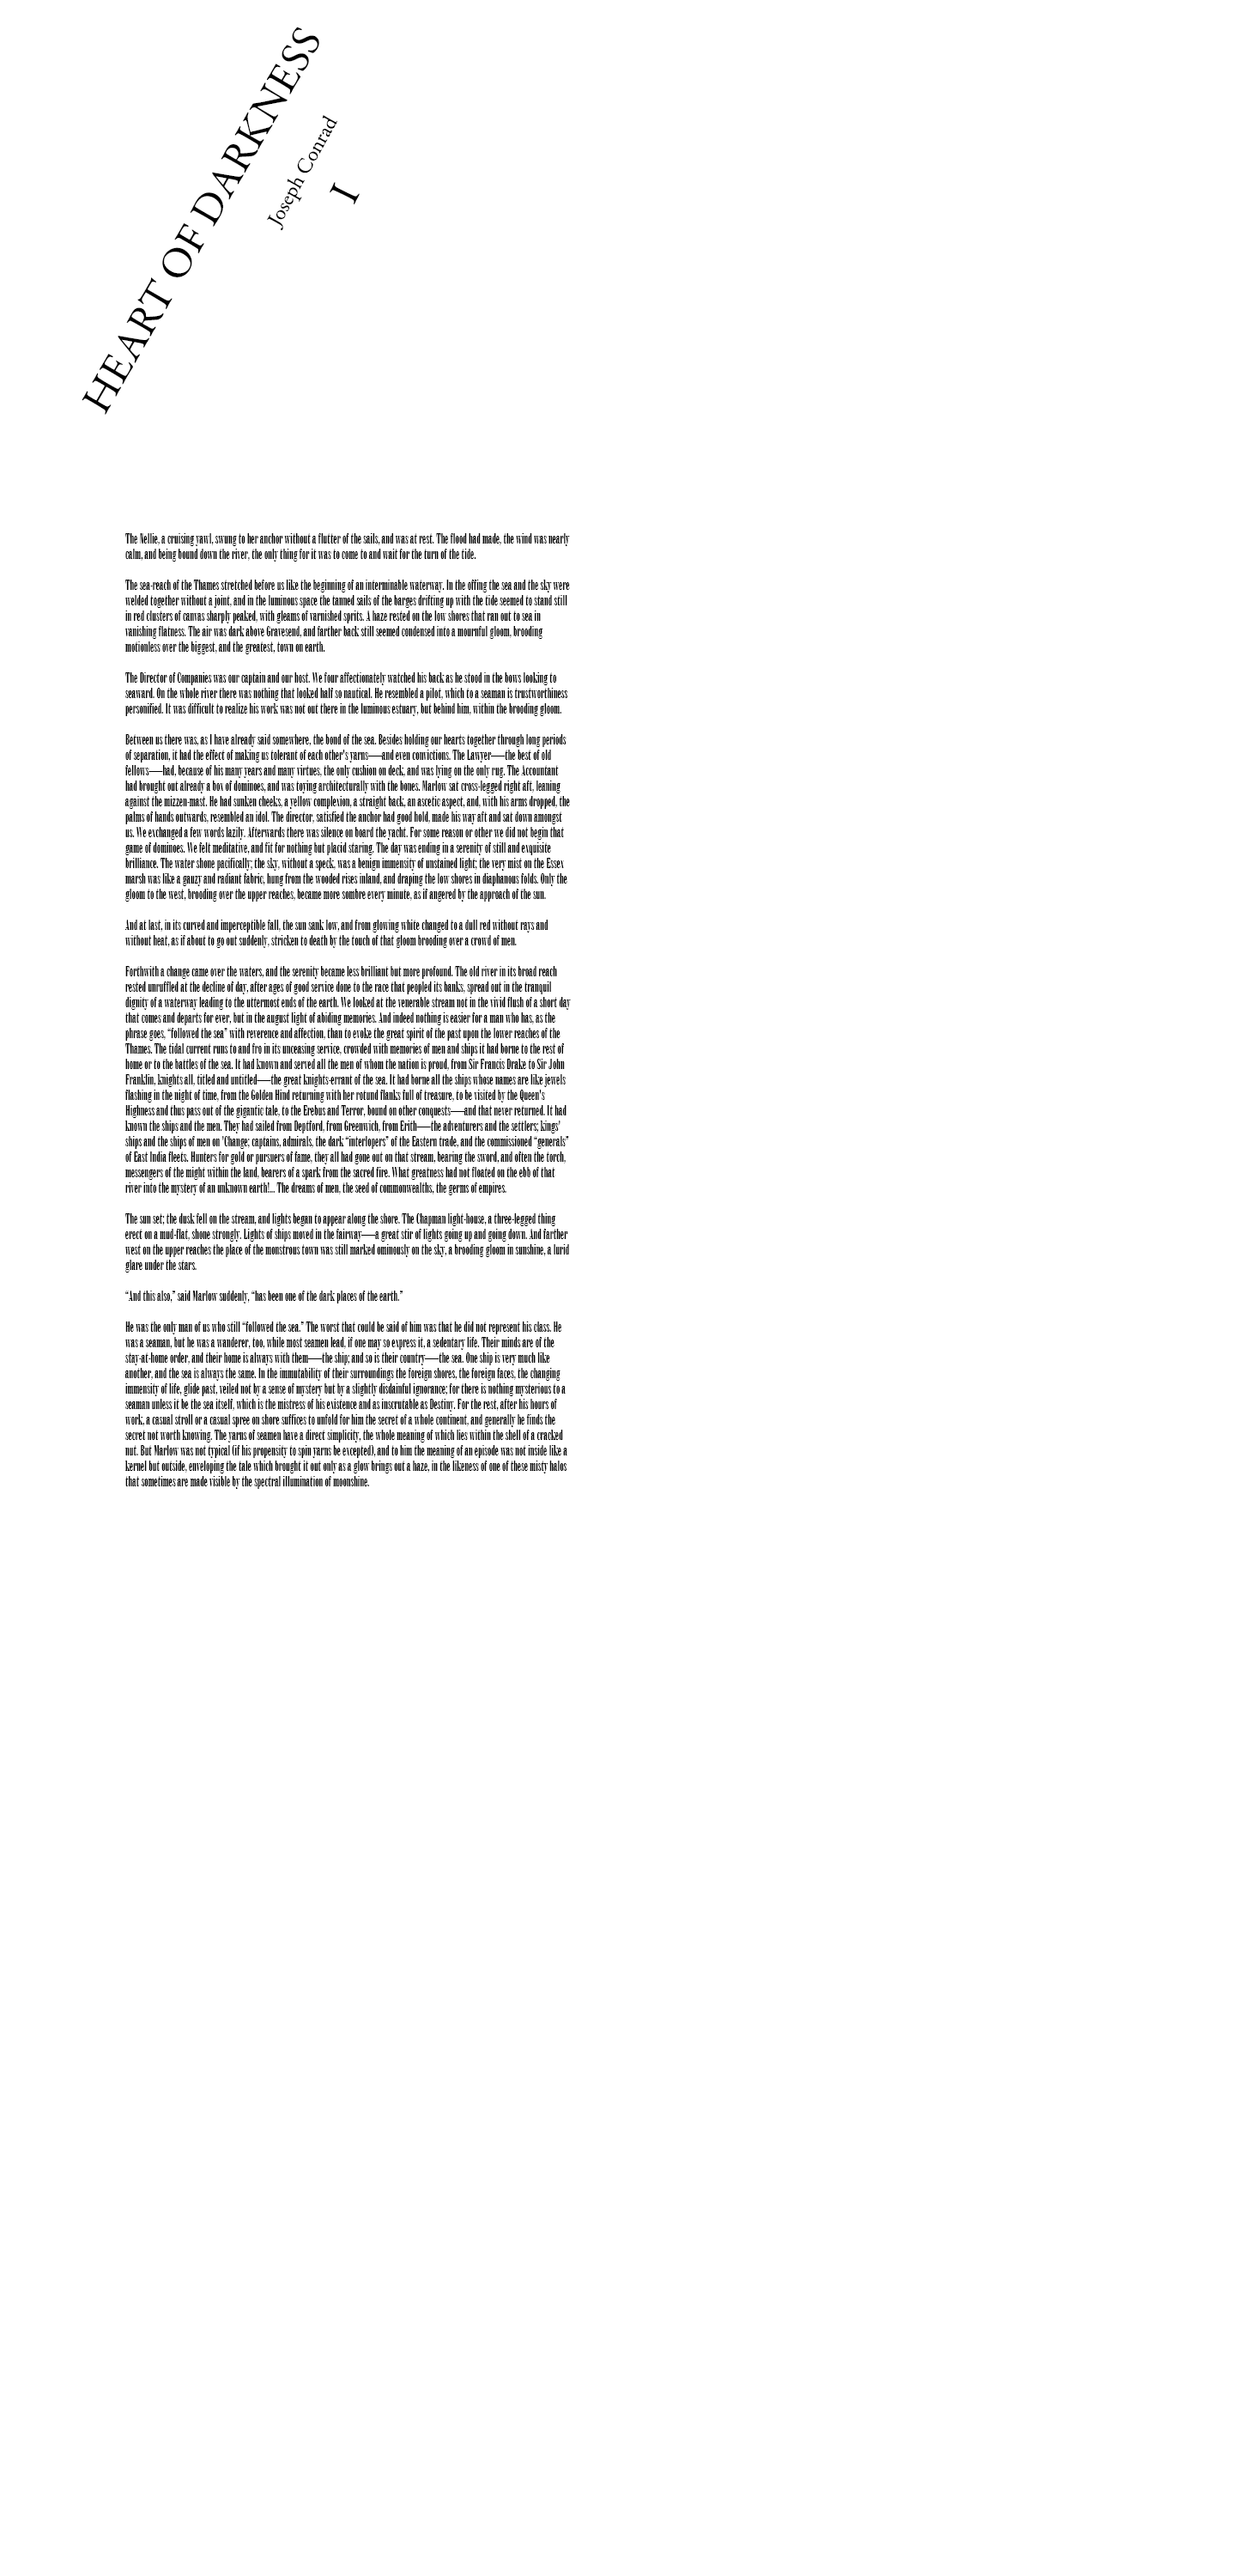 HEART OF DARKNESS
Joseph Conrad
I
The Nellie, a cruising yawl, swung to her anchor without a flutter of the sails, and was at rest. The flood had made, the wind was nearly
calm, and being bound down the river, the only thing for it was to come to and wait for the turn of the tide.
The sea-reach of the Thames stretched before us like the beginning of an interminable waterway. In the offing the sea and the sky were
welded together without a joint, and in the luminous space the tanned sails of the barges drifting up with the tide seemed to stand still
in red clusters of canvas sharply peaked, with gleams of varnished sprits. A haze rested on the low shores that ran out to sea in
vanishing flatness. The air was dark above Gravesend, and farther back still seemed condensed into a mournful gloom, brooding
motionless over the biggest, and the greatest, town on earth.
The Director of Companies was our captain and our host. We four affectionately watched his back as he stood in the bows looking to
seaward. On the whole river there was nothing that looked half so nautical. He resembled a pilot, which to a seaman is trustworthiness
personified. It was difficult to realize his work was not out there in the luminous estuary, but behind him, within the brooding gloom.
Between us there was, as I have already said somewhere, the bond of the sea. Besides holding our hearts together through long periods
of separation, it had the effect of making us tolerant of each other's yarns—and even convictions. The Lawyer—the best of old
fellows—had, because of his many years and many virtues, the only cushion on deck, and was lying on the only rug. The Accountant
had brought out already a box of dominoes, and was toying architecturally with the bones. Marlow sat cross-legged right aft, leaning
against the mizzen-mast. He had sunken cheeks, a yellow complexion, a straight back, an ascetic aspect, and, with his arms dropped, the
palms of hands outwards, resembled an idol. The director, satisfied the anchor had good hold, made his way aft and sat down amongst
us. We exchanged a few words lazily. Afterwards there was silence on board the yacht. For some reason or other we did not begin that
game of dominoes. We felt meditative, and fit for nothing but placid staring. The day was ending in a serenity of still and exquisite
brilliance. The water shone pacifically; the sky, without a speck, was a benign immensity of unstained light; the very mist on the Essex
marsh was like a gauzy and radiant fabric, hung from the wooded rises inland, and draping the low shores in diaphanous folds. Only the
gloom to the west, brooding over the upper reaches, became more sombre every minute, as if angered by the approach of the sun.
And at last, in its curved and imperceptible fall, the sun sank low, and from glowing white changed to a dull red without rays and
without heat, as if about to go out suddenly, stricken to death by the touch of that gloom brooding over a crowd of men.
Forthwith a change came over the waters, and the serenity became less brilliant but more profound. The old river in its broad reach
rested unruffled at the decline of day, after ages of good service done to the race that peopled its banks, spread out in the tranquil
dignity of a waterway leading to the uttermost ends of the earth. We looked at the venerable stream not in the vivid flush of a short day
that comes and departs for ever, but in the august light of abiding memories. And indeed nothing is easier for a man who has, as the
phrase goes, “followed the sea” with reverence and affection, than to evoke the great spirit of the past upon the lower reaches of the
Thames. The tidal current runs to and fro in its unceasing service, crowded with memories of men and ships it had borne to the rest of
home or to the battles of the sea. It had known and served all the men of whom the nation is proud, from Sir Francis Drake to Sir John
Franklin, knights all, titled and untitled—the great knights-errant of the sea. It had borne all the ships whose names are like jewels
flashing in the night of time, from the Golden Hind returning with her rotund flanks full of treasure, to be visited by the Queen's
Highness and thus pass out of the gigantic tale, to the Erebus and Terror, bound on other conquests—and that never returned. It had
known the ships and the men. They had sailed from Deptford, from Greenwich, from Erith—the adventurers and the settlers; kings'
ships and the ships of men on 'Change; captains, admirals, the dark “interlopers” of the Eastern trade, and the commissioned “generals”
of East India fleets. Hunters for gold or pursuers of fame, they all had gone out on that stream, bearing the sword, and often the torch,
messengers of the might within the land, bearers of a spark from the sacred fire. What greatness had not floated on the ebb of that
river into the mystery of an unknown earth!... The dreams of men, the seed of commonwealths, the germs of empires.
The sun set; the dusk fell on the stream, and lights began to appear along the shore. The Chapman light-house, a three-legged thing
erect on a mud-flat, shone strongly. Lights of ships moved in the fairway—a great stir of lights going up and going down. And farther
west on the upper reaches the place of the monstrous town was still marked ominously on the sky, a brooding gloom in sunshine, a lurid
glare under the stars.
“And this also,” said Marlow suddenly, “has been one of the dark places of the earth.”
He was the only man of us who still “followed the sea.” The worst that could be said of him was that he did not represent his class. He
was a seaman, but he was a wanderer, too, while most seamen lead, if one may so express it, a sedentary life. Their minds are of the
stay-at-home order, and their home is always with them—the ship; and so is their country—the sea. One ship is very much like
another, and the sea is always the same. In the immutability of their surroundings the foreign shores, the foreign faces, the changing
immensity of life, glide past, veiled not by a sense of mystery but by a slightly disdainful ignorance; for there is nothing mysterious to a
seaman unless it be the sea itself, which is the mistress of his existence and as inscrutable as Destiny. For the rest, after his hours of
work, a casual stroll or a casual spree on shore suffices to unfold for him the secret of a whole continent, and generally he finds the
secret not worth knowing. The yarns of seamen have a direct simplicity, the whole meaning of which lies within the shell of a cracked
nut. But Marlow was not typical (if his propensity to spin yarns be excepted), and to him the meaning of an episode was not inside like a
kernel but outside, enveloping the tale which brought it out only as a glow brings out a haze, in the likeness of one of these misty halos
that sometimes are made visible by the spectral illumination of moonshine.